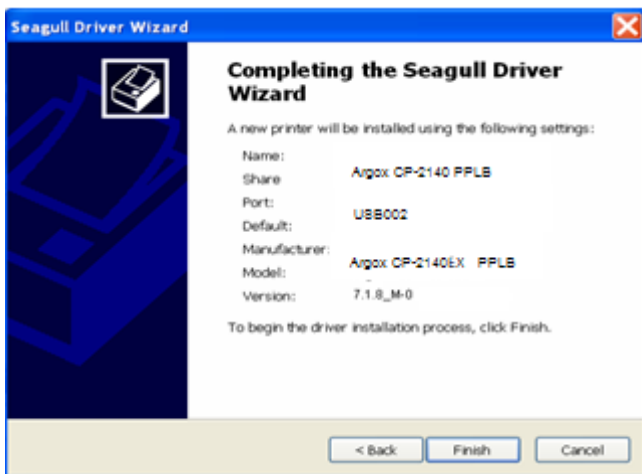 Seagull Driver Wizard
Completing the Seagull Driver
Wizard
A new printer will be installed using the following settings:
Name:
Argox CP-2140 PPLB
Share
Port:
USB002
Default:
Manufacturer:
Argox CP-2140EX PPLB
Model:
Version: 7.1.8_M-0
To begin the driver installation process, click Finish.
< Back Finish Cancel